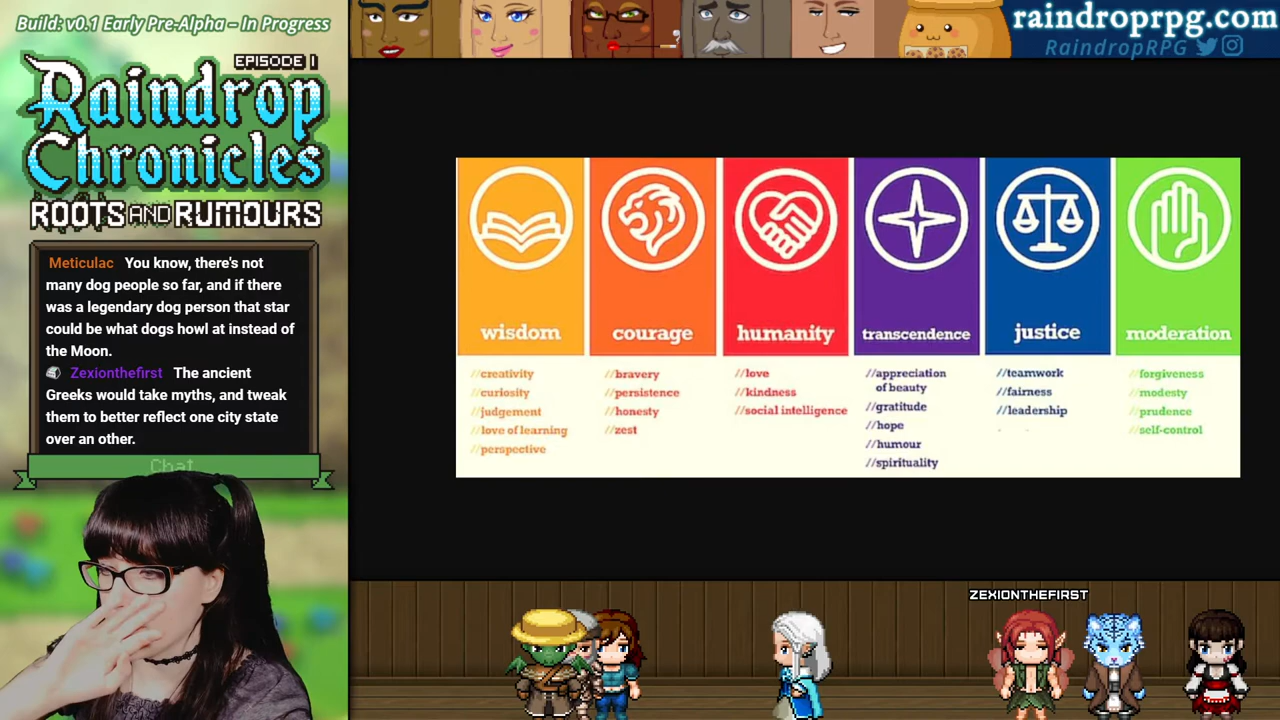 Build: v0.1 Early Pre-Alpha – In Progress
EPISODE I
Raindrop
Chronicles
ROOTS AND RUMOURS
Meticulac You know, there's not
many dog people so far, and if there
was a legendary dog person that star
could be what dogs howl at instead of
the Moon.
Zexionthefirst The ancient
Greeks would take myths, and tweak
them to better reflect one city state
over an other.
Chat
raindroprpg.com
RaindropRPG
wisdom
//creativity
//curiosity
//judgement
//love of learning
//perspective
courage
//bravery
//persistence
//honesty
//zest
humanity
//love
//kindness
//social intelligence
transcendence
//appreciation
of beauty
//gratitude
//hope
//humour
//spirituality
justice
//teamwork
//fairness
//leadership
moderation
//forgiveness
//modesty
//prudence
//self-control
ZEXIONTHEFIRST